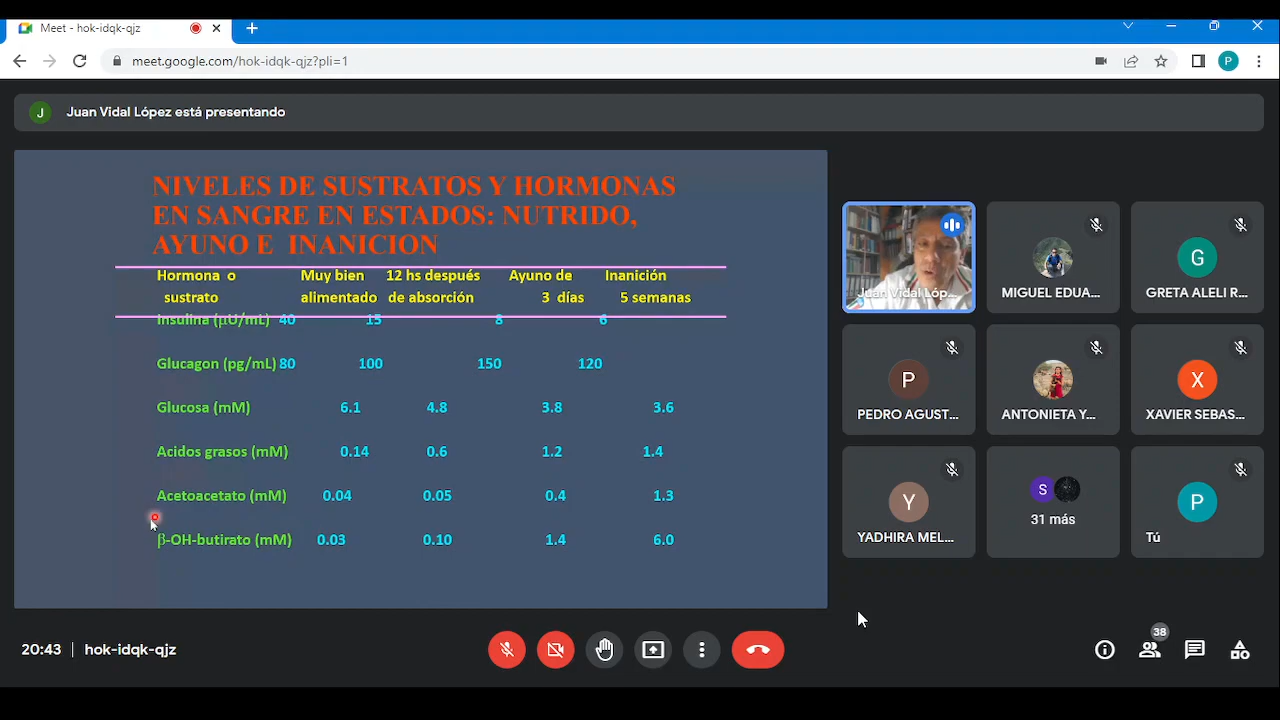 Meet - hok-idqk-qjz
meet.google.com/hok-idqk-qjz?pli=1
P
J
Juan Vidal López está presentando
NIVELES DE SUSTRATOS Y HORMONAS
EN SANGRE EN ESTADOS: NUTRIDO,
AYUNO E INANICION
Hormona o Muy bien 12 hs después Ayuno de Inanición
sustrato alimentado de absorción 3 días 5 semanas
Insulina (μU/mL) 40 15 8 6
Glucagon (pg/mL) 80 100 150 120
Glucosa (mM) 6.1 4.8 3.8 3.6
Acidos grasos (mM) 0.14 0.6 1.2 1.4
Acetoacetato (mM) 0.04 0.05 0.4 1.3
β-OH-butirato (mM) 0.03 0.10 1.4 6.0
Juan Vidal Lóp...
MIGUEL EDUA...
G
GRETA ALELI R...
P
PEDRO AGUST...
ANTONIETA Y...
X
XAVIER SEBAS...
Y
YADHIRA MEL...
S
31 más
P
Tú
20:43 | hok-idqk-qjz
38